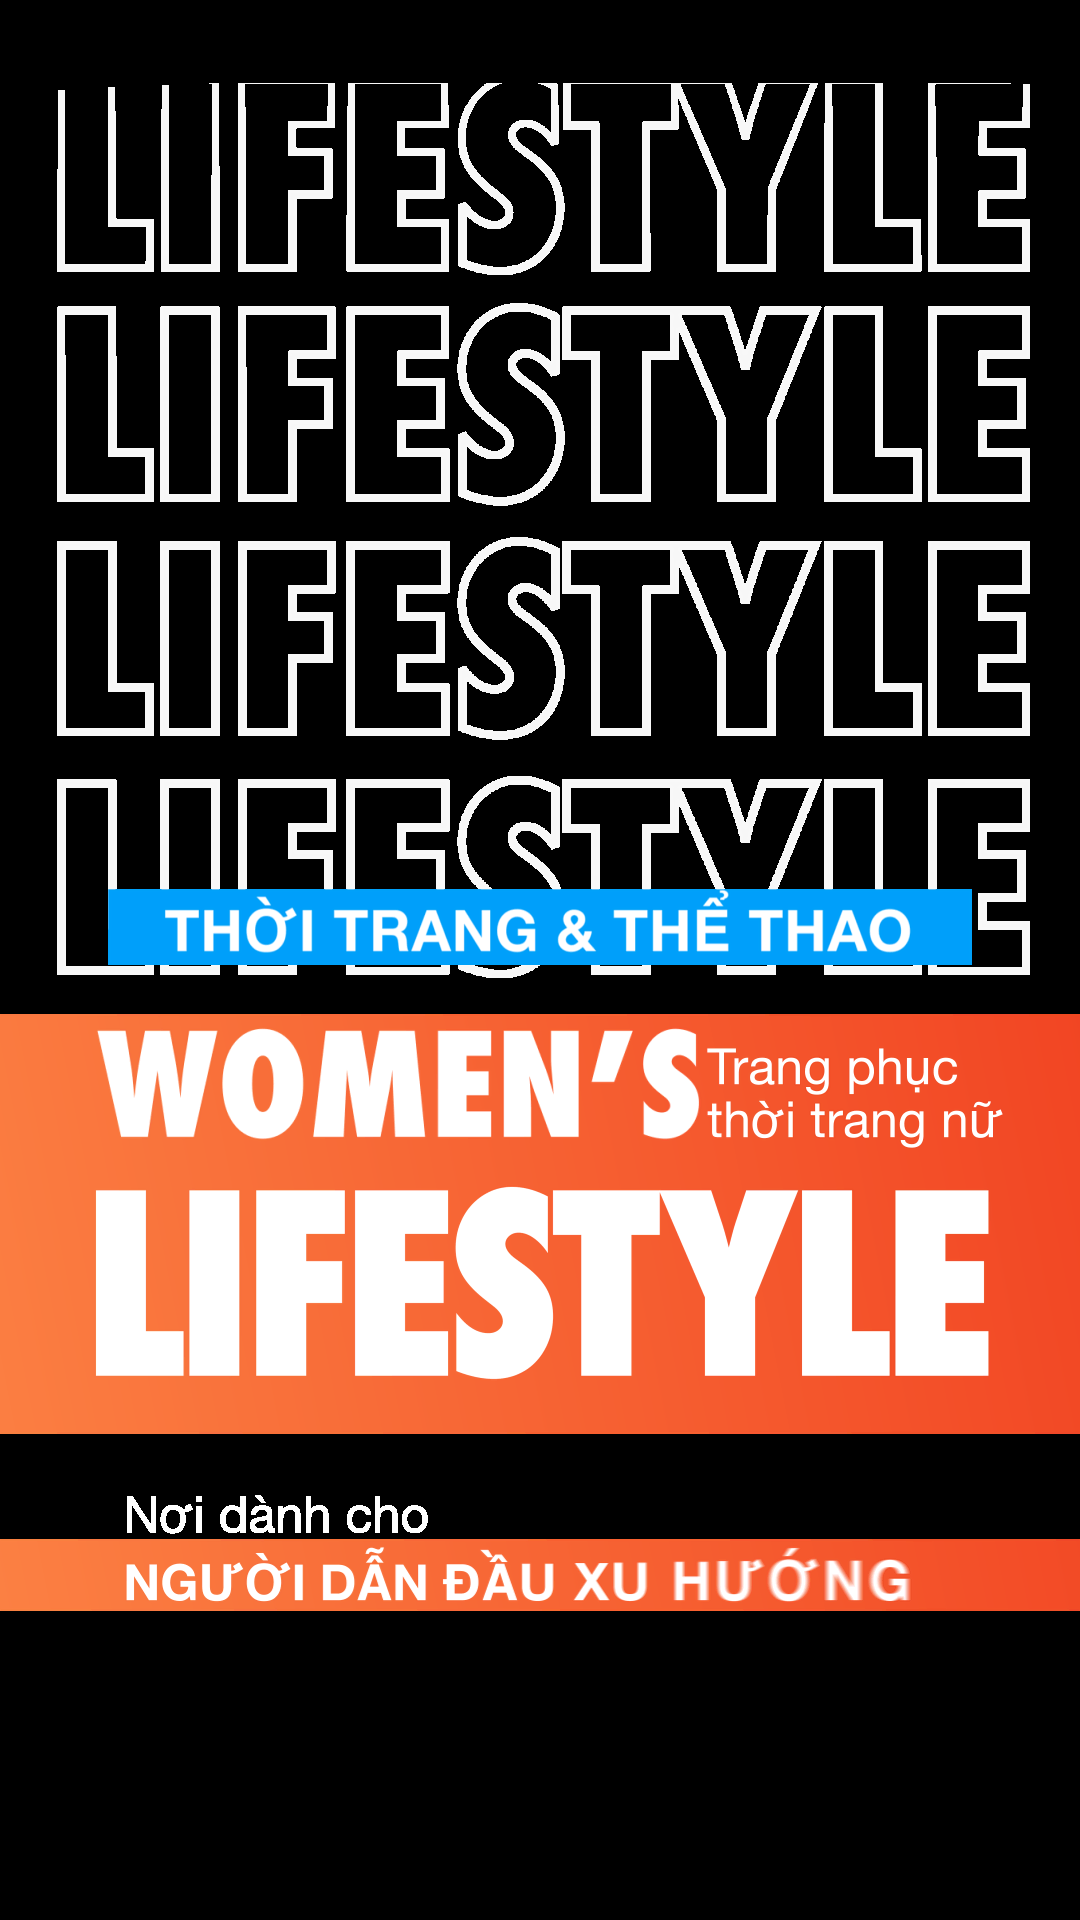 LIFESTYLE
LIFESTYLE
LIFESTYLE
LIFESTYLE
THỜI TRANG & THỂ THAO
WOMEN’S
Trang phục
thời trang nữ
LIFESTYLE
Nơi dành cho
NGƯỜI DẪN ĐẦU XU HƯỚNG